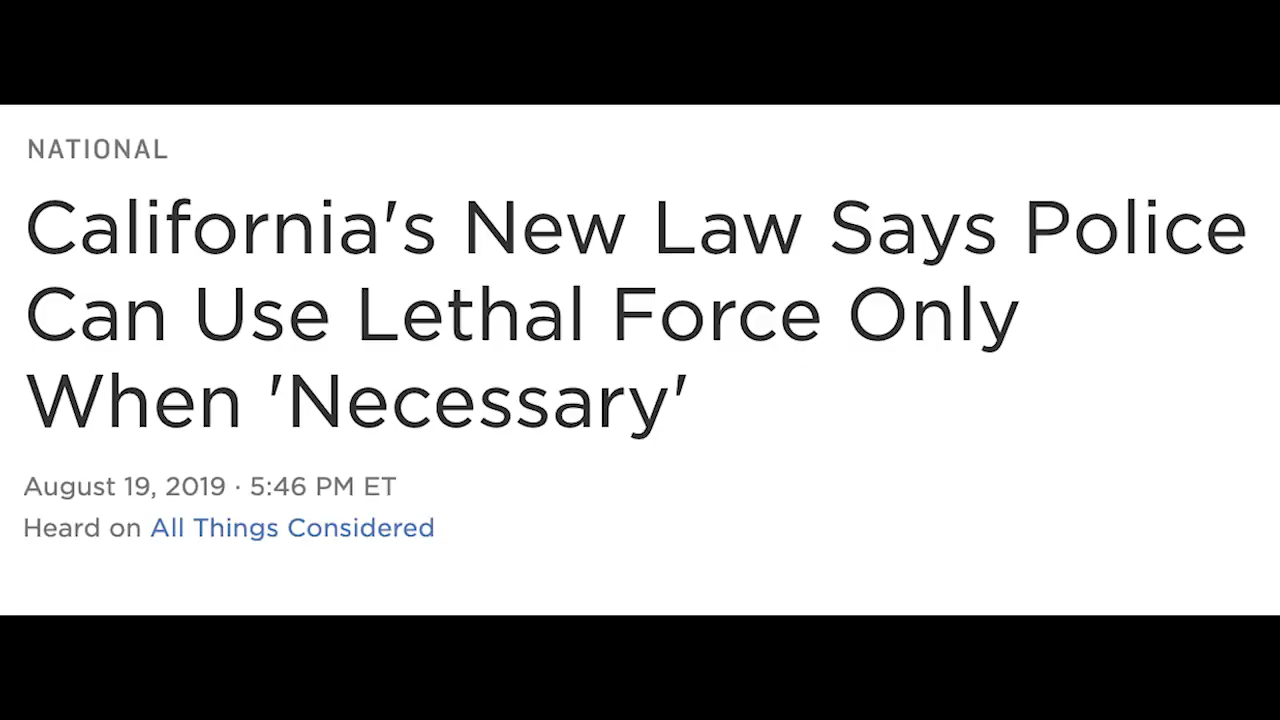 NATIONAL
California's New Law Says Police
Can Use Lethal Force Only
When 'Necessary'
August 19, 2019 · 5:46 PM ET
Heard on All Things Considered